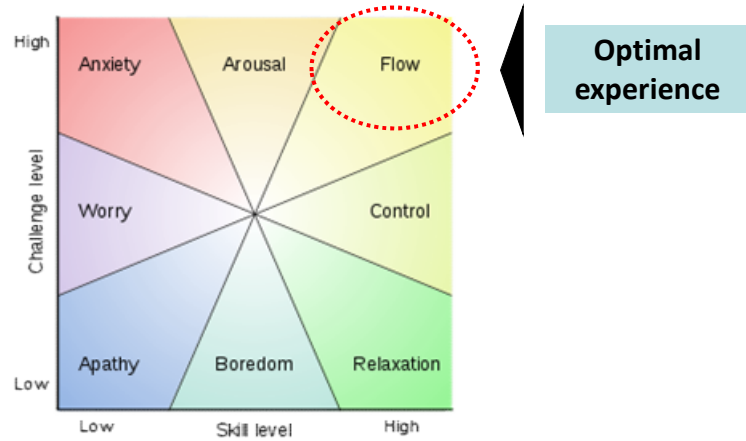 High
Anxiety Arousal Flow
Optimal
experience
Challenge level
Worry Control
Apathy Boredom Relaxation
Low
Low Skill level High